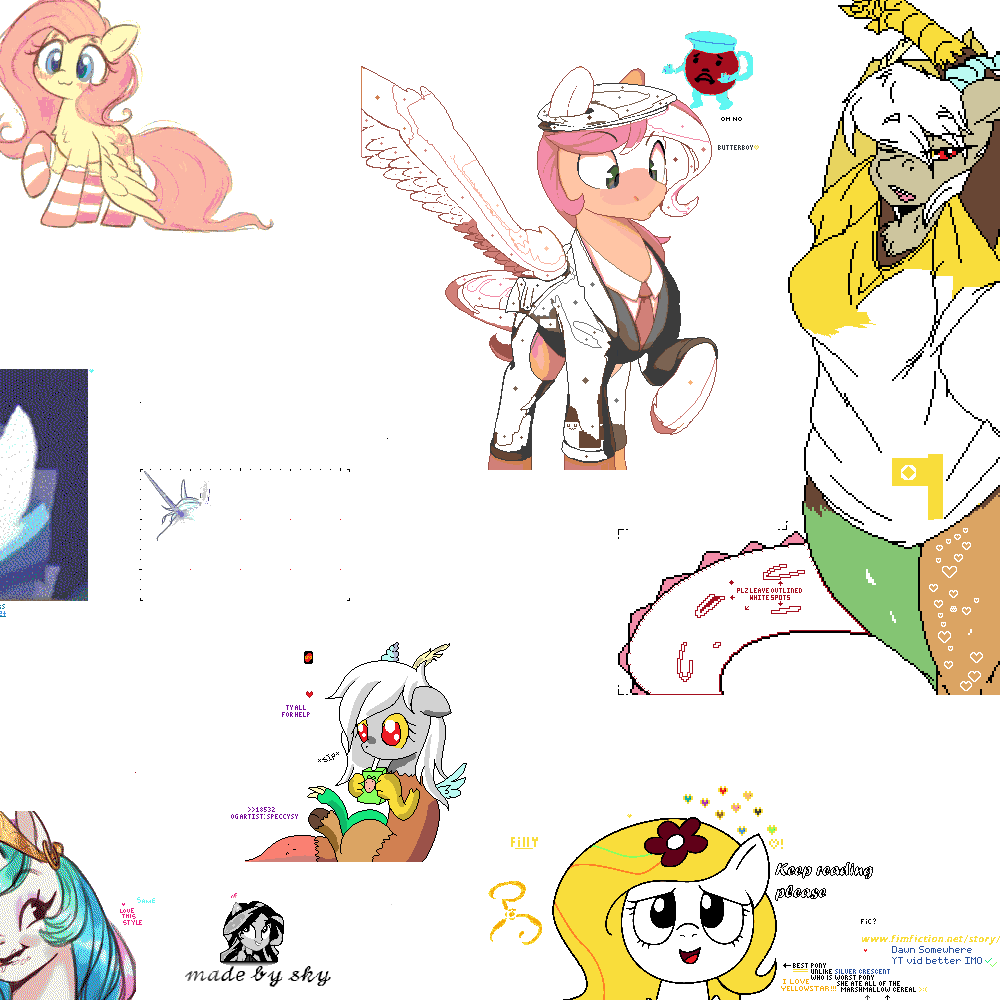 OH NO
BUTTERBOY
PLZ LEAVE OUTLINED
WHITE SPOTS
TY ALL
FOR HELP
*SIP*
>>18532
OG ARTIST: SPECCYSY
FillY
Keep reading
please
LOVE
THIS
STYLE
made by sky
FiC?
www.fimfiction.net/story/
Dawn Somewhere
YT vid better IMO
BEST PONY
UNLIKE SILVER CRESCENT
WHO IS WORST PONY
I LOVE
SHE ATE ALL OF THE
YELLOWSTAR!!!
MARSHMALLOW CEREAL